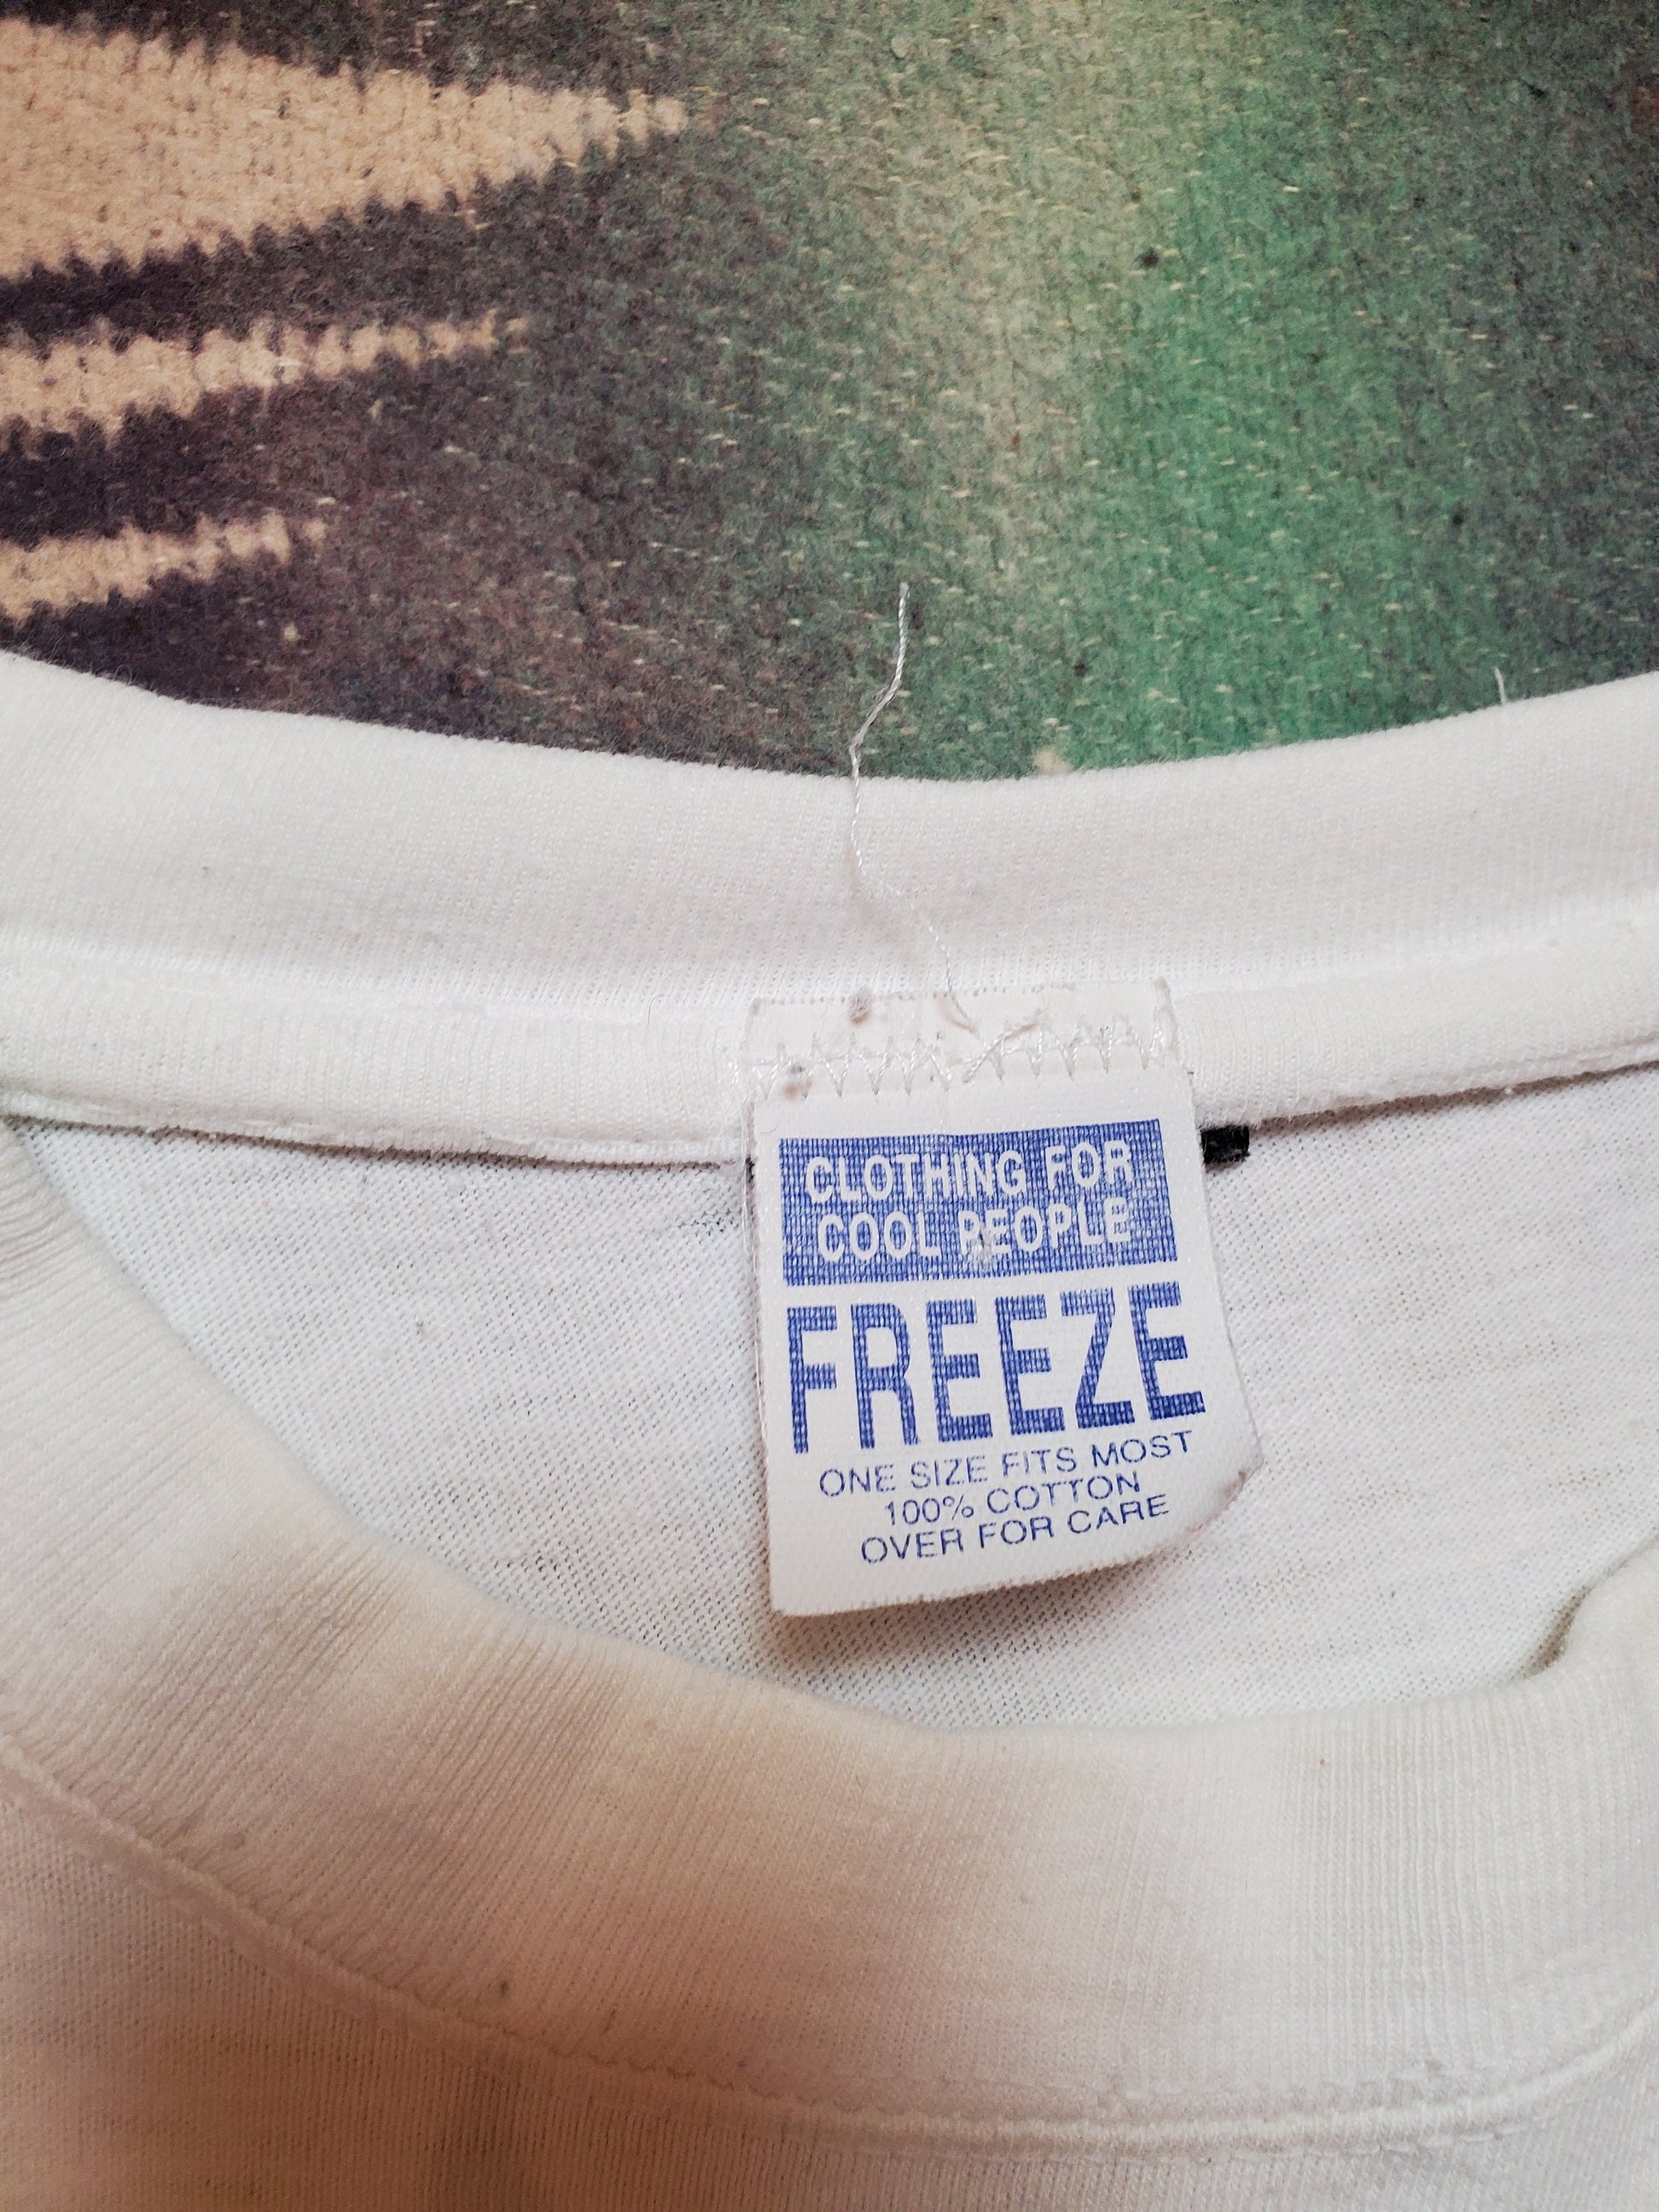 CLOTHING FOR
COOL PEOPLE
FREEZE
ONE SIZE FITS MOST
100% COTTON
OVER FOR CARE